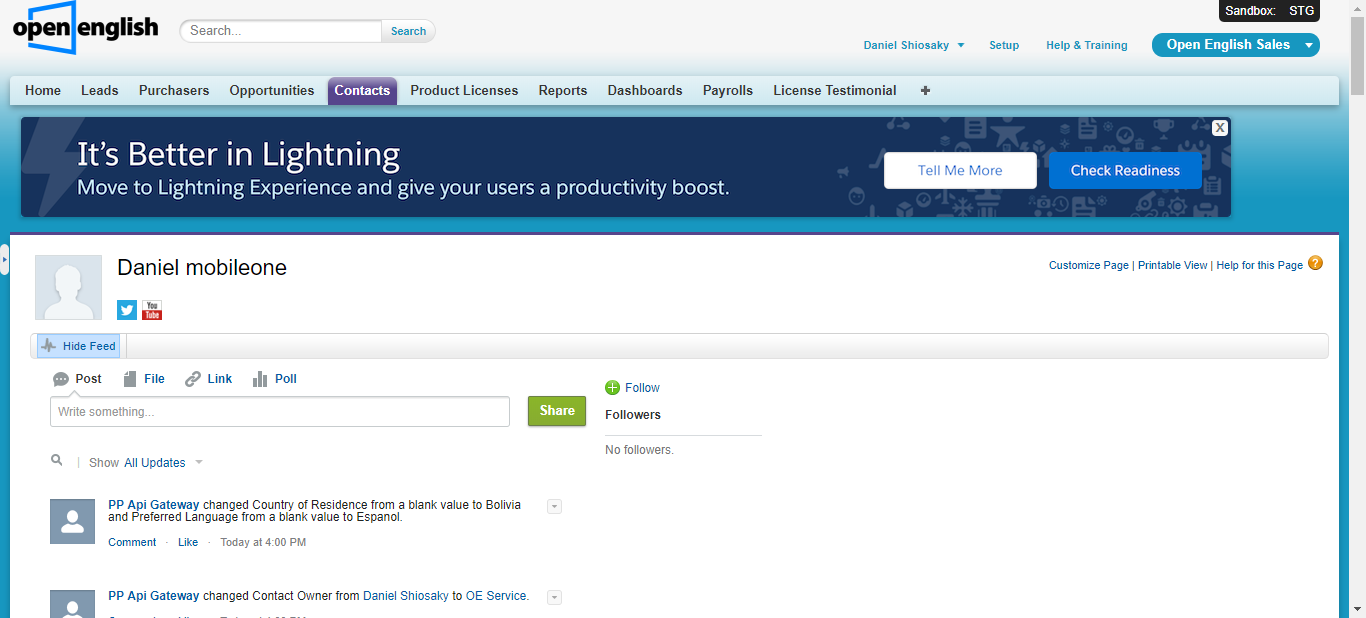 Sandbox: STG
open english
Search...
Search
Daniel Shiosaky
Setup
Help & Training
Open English Sales
Home
Leads
Purchasers
Opportunities
Contacts
Product Licenses
Reports
Dashboards
Payrolls
License Testimonial
It's Better in Lightning
Move to Lightning Experience and give your users a productivity boost.
Tell Me More
Check Readiness
X
Daniel mobileone
Customize Page | Printable View | Help for this Page ?
You Tube
Hide Feed
Post
File
Link
Poll
Write something...
Share
Follow
Followers
No followers.
Show All Updates
PP Api Gateway changed Country of Residence from a blank value to Bolivia
and Preferred Language from a blank value to Espanol.
Comment · Like · Today at 4:00 PM
PP Api Gateway changed Contact Owner from Daniel Shiosaky to OE Service.